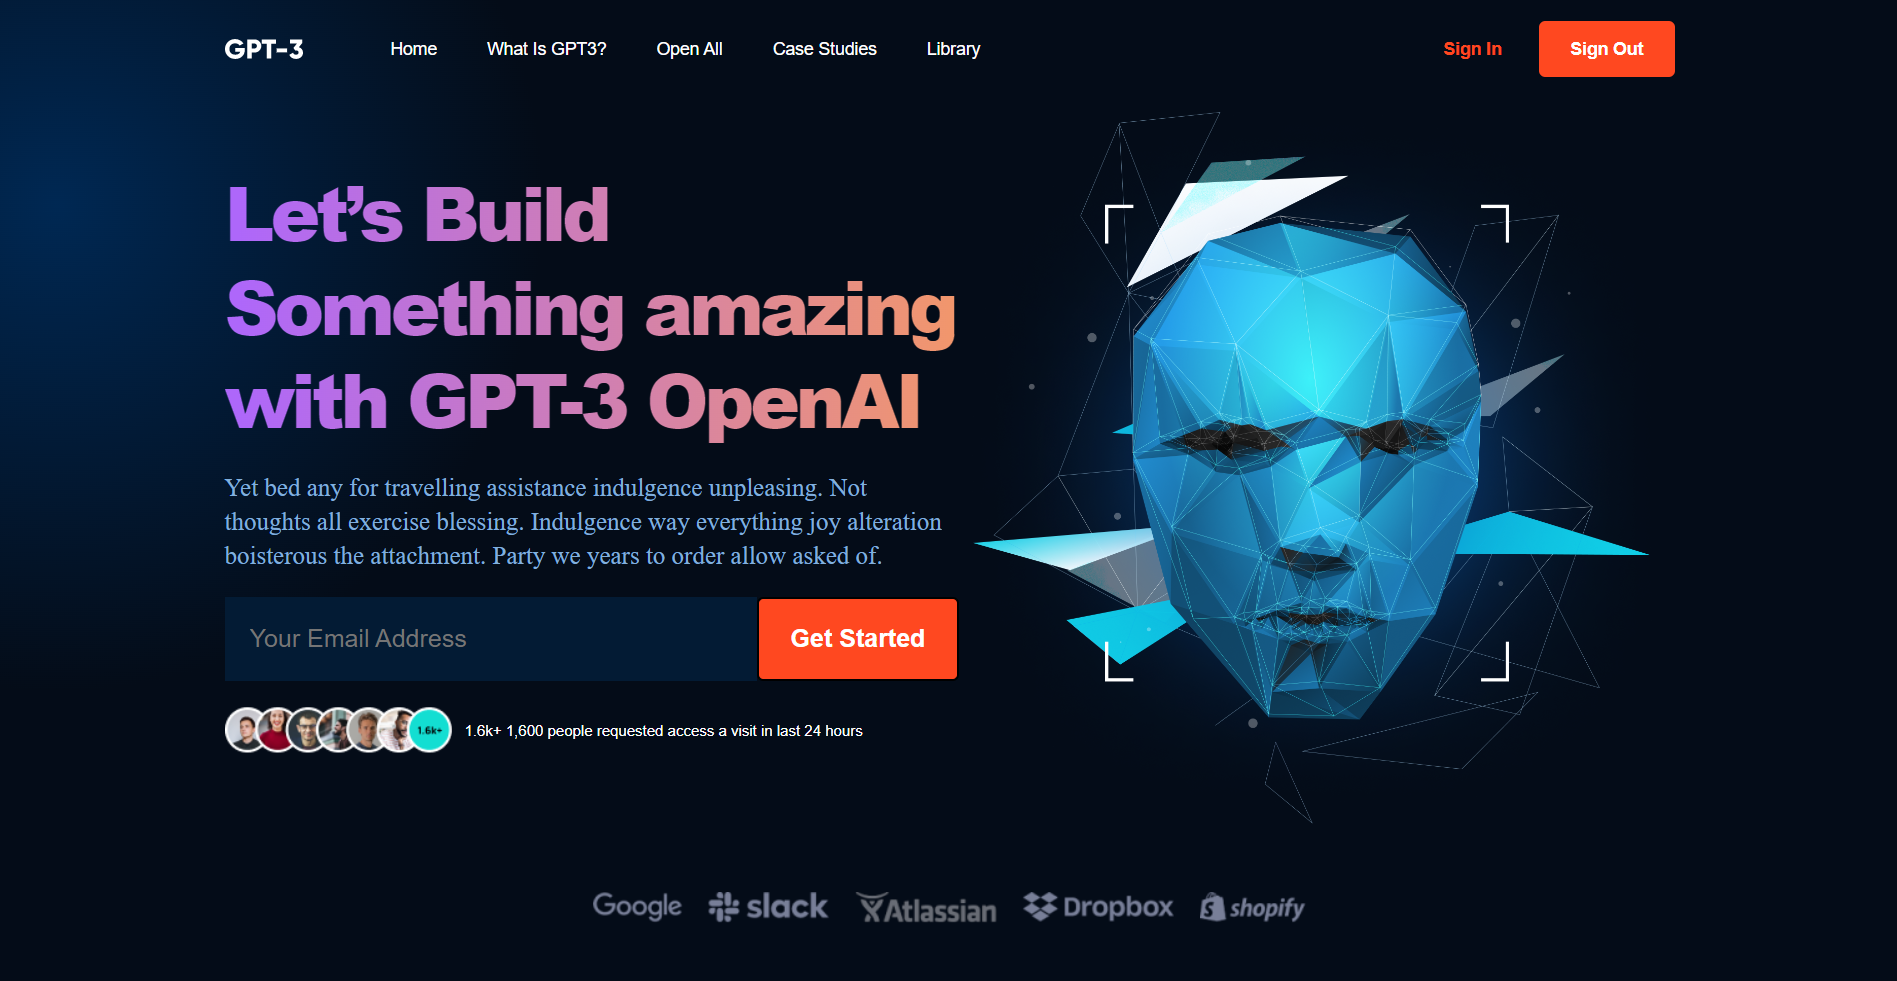 GPT-3
Home
What Is GPT3?
Open All
Case Studies
Library
Sign In
Sign Out
Let’s Build
Something amazing
with GPT-3 OpenAI
Yet bed any for travelling assistance indulgence unpleasing. Not
thoughts all exercise blessing. Indulgence way everything joy alteration
boisterous the attachment. Party we years to order allow asked of.
Your Email Address
Get Started
1.6k+
1.6k+ 1,600 people requested access a visit in last 24 hours
Google
slack
Atlassian
Dropbox
shopify